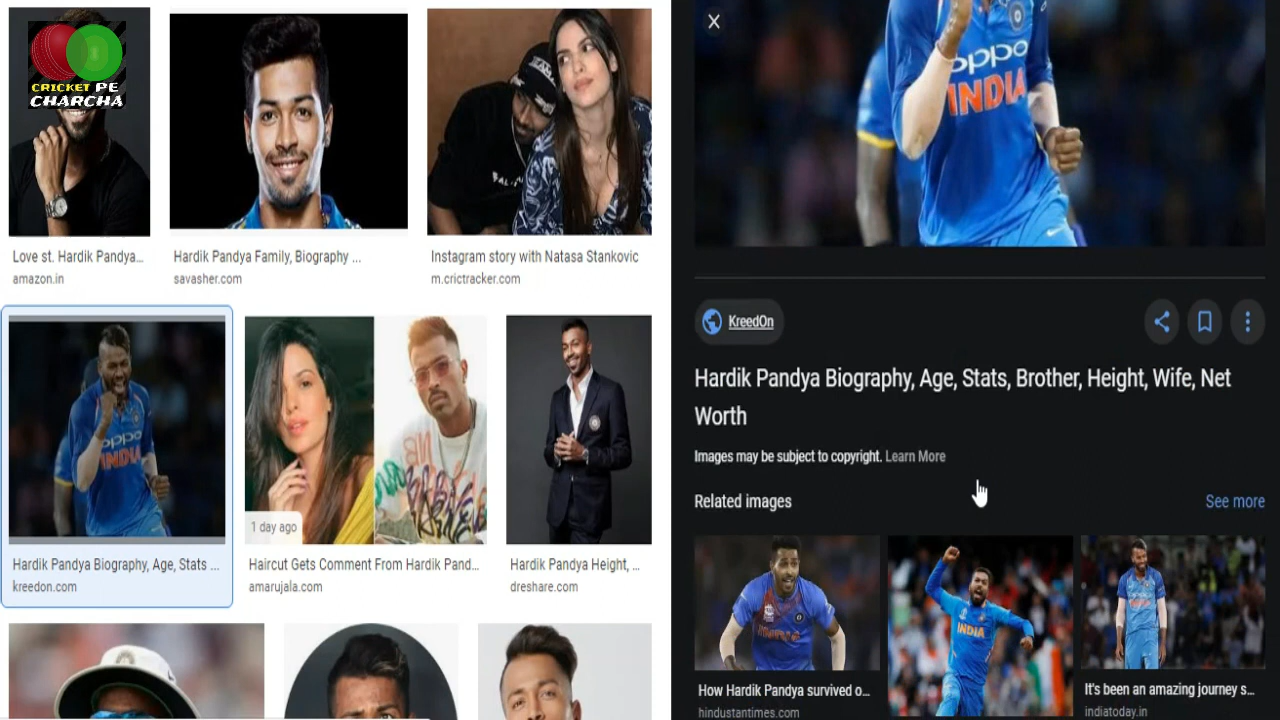 CRICKET PE
CHARCHA
Love st. Hardik Pandya...
amazon.in
Hardik Pandya Family, Biography ...
savasher.com
Instagram story with Natasa Stankovic
m.crictracker.com
oppo
INDIA
1 day ago
Hardik Pandya Biography, Age, Stats ...
kreedon.com
Haircut Gets Comment From Hardik Pand...
amarujala.com
Hardik Pandya Height, ...
dreshare.com
oppo
INDIA
KreedOn
Hardik Pandya Biography, Age, Stats, Brother, Height, Wife, Net
Worth
Images may be subject to copyright. Learn More
Related images
See more
INDIA
How Hardik Pandya survived o...
hindustantimes.com
It's been an amazing journey s...
indiatoday.in